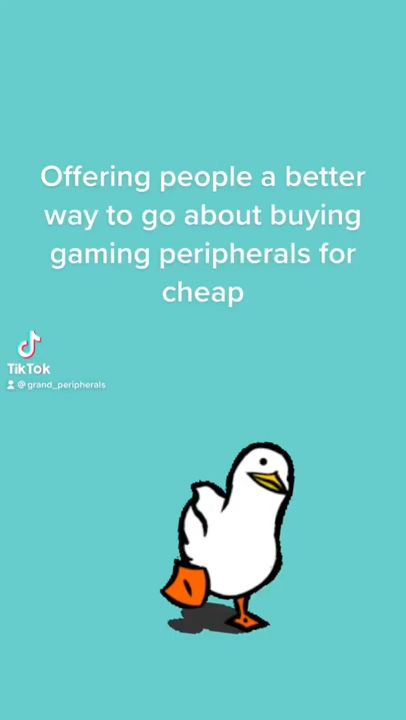 Offering people a better
way to go about buying
gaming peripherals for
cheap
TikTok
@grand_peripherals